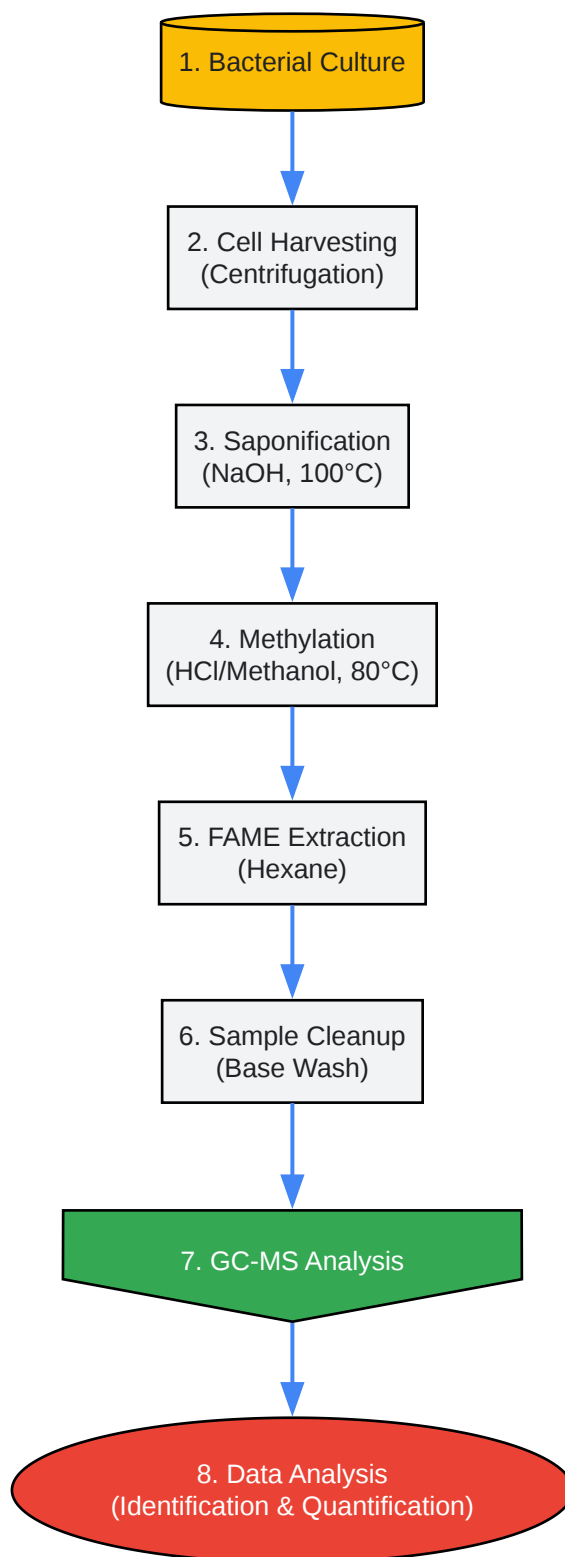 1. Bacterial Culture
2. Cell Harvesting
(Centrifugation)
3. Saponification
(NaOH, 100°C)
4. Methylation
(HCl/Methanol, 80°C)
5. FAME Extraction
(Hexane)
6. Sample Cleanup
(Base Wash)
7. GC-MS Analysis
8. Data Analysis
(Identification & Quantification)